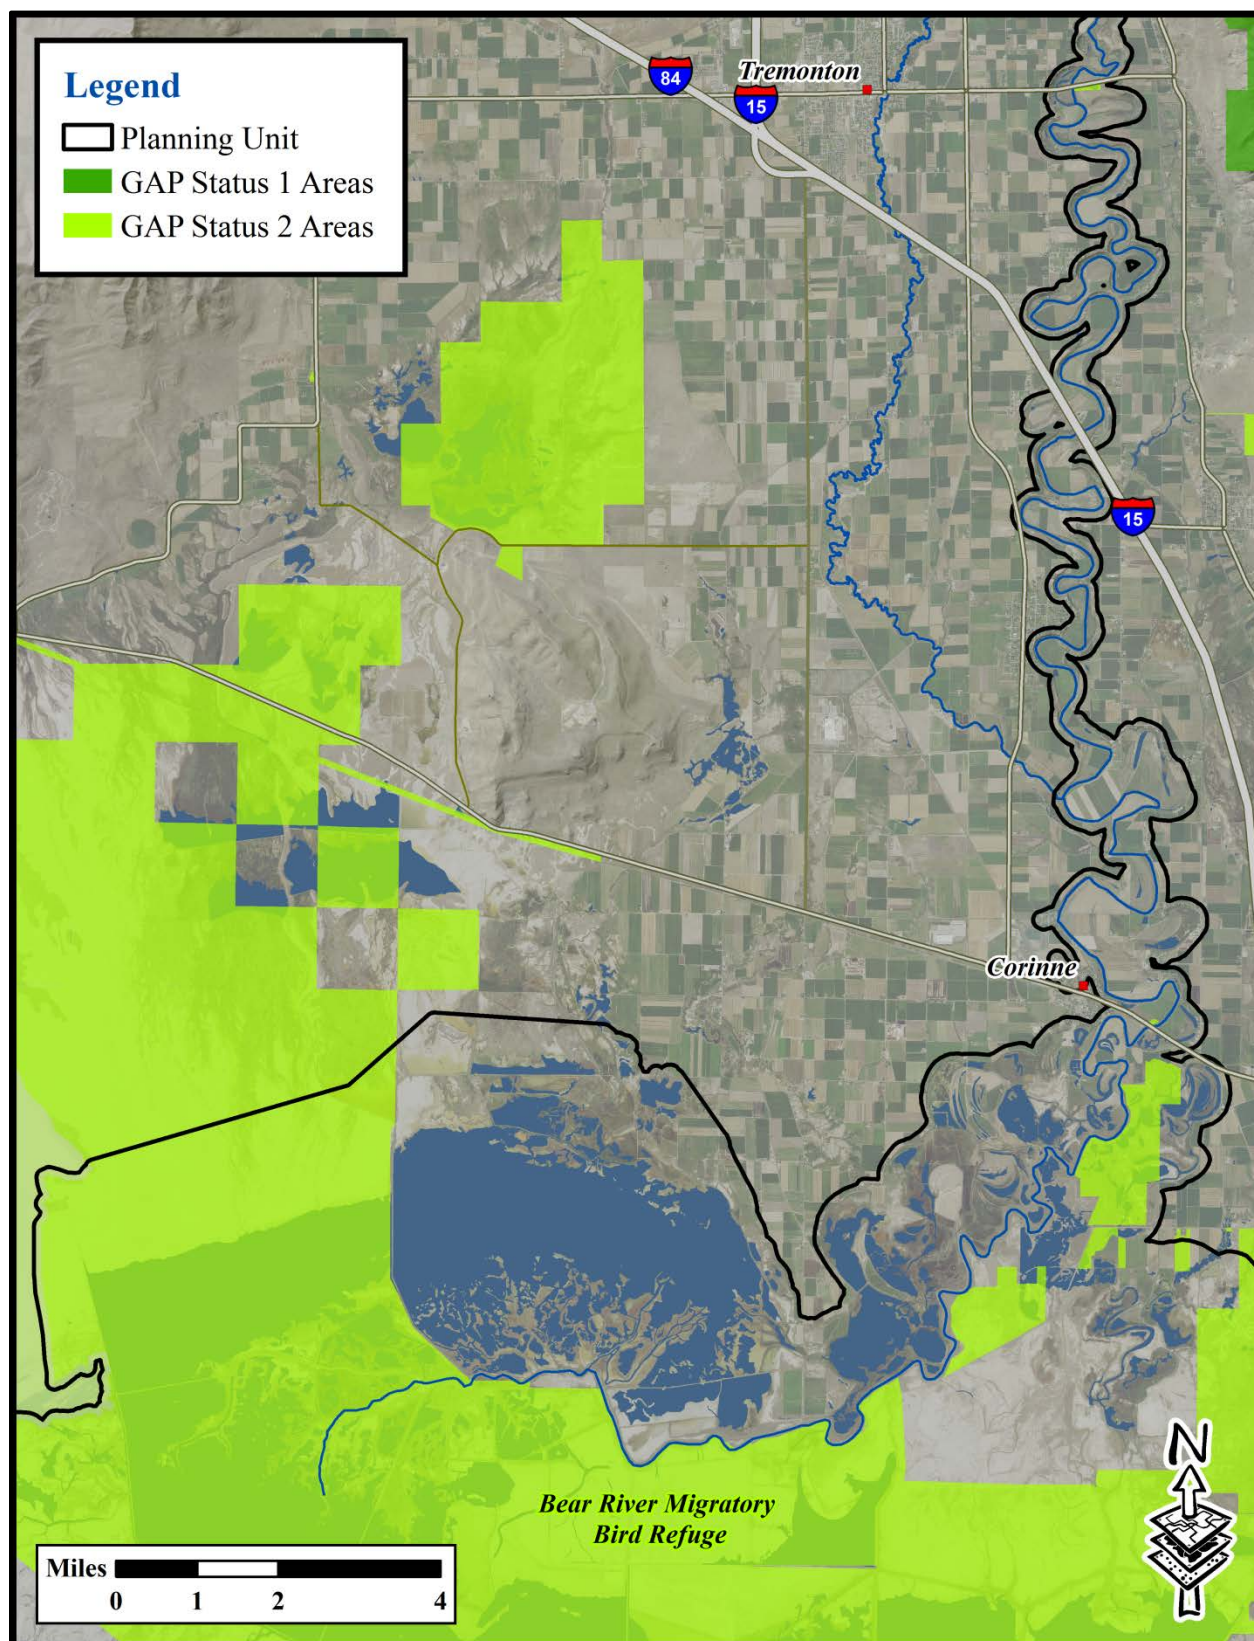 Legend
Planning Unit
GAP Status 1 Areas
GAP Status 2 Areas
84
15
Tremonton
15
Corinne
Bear River Migratory
Bird Refuge
Miles
0 1 2 4
N